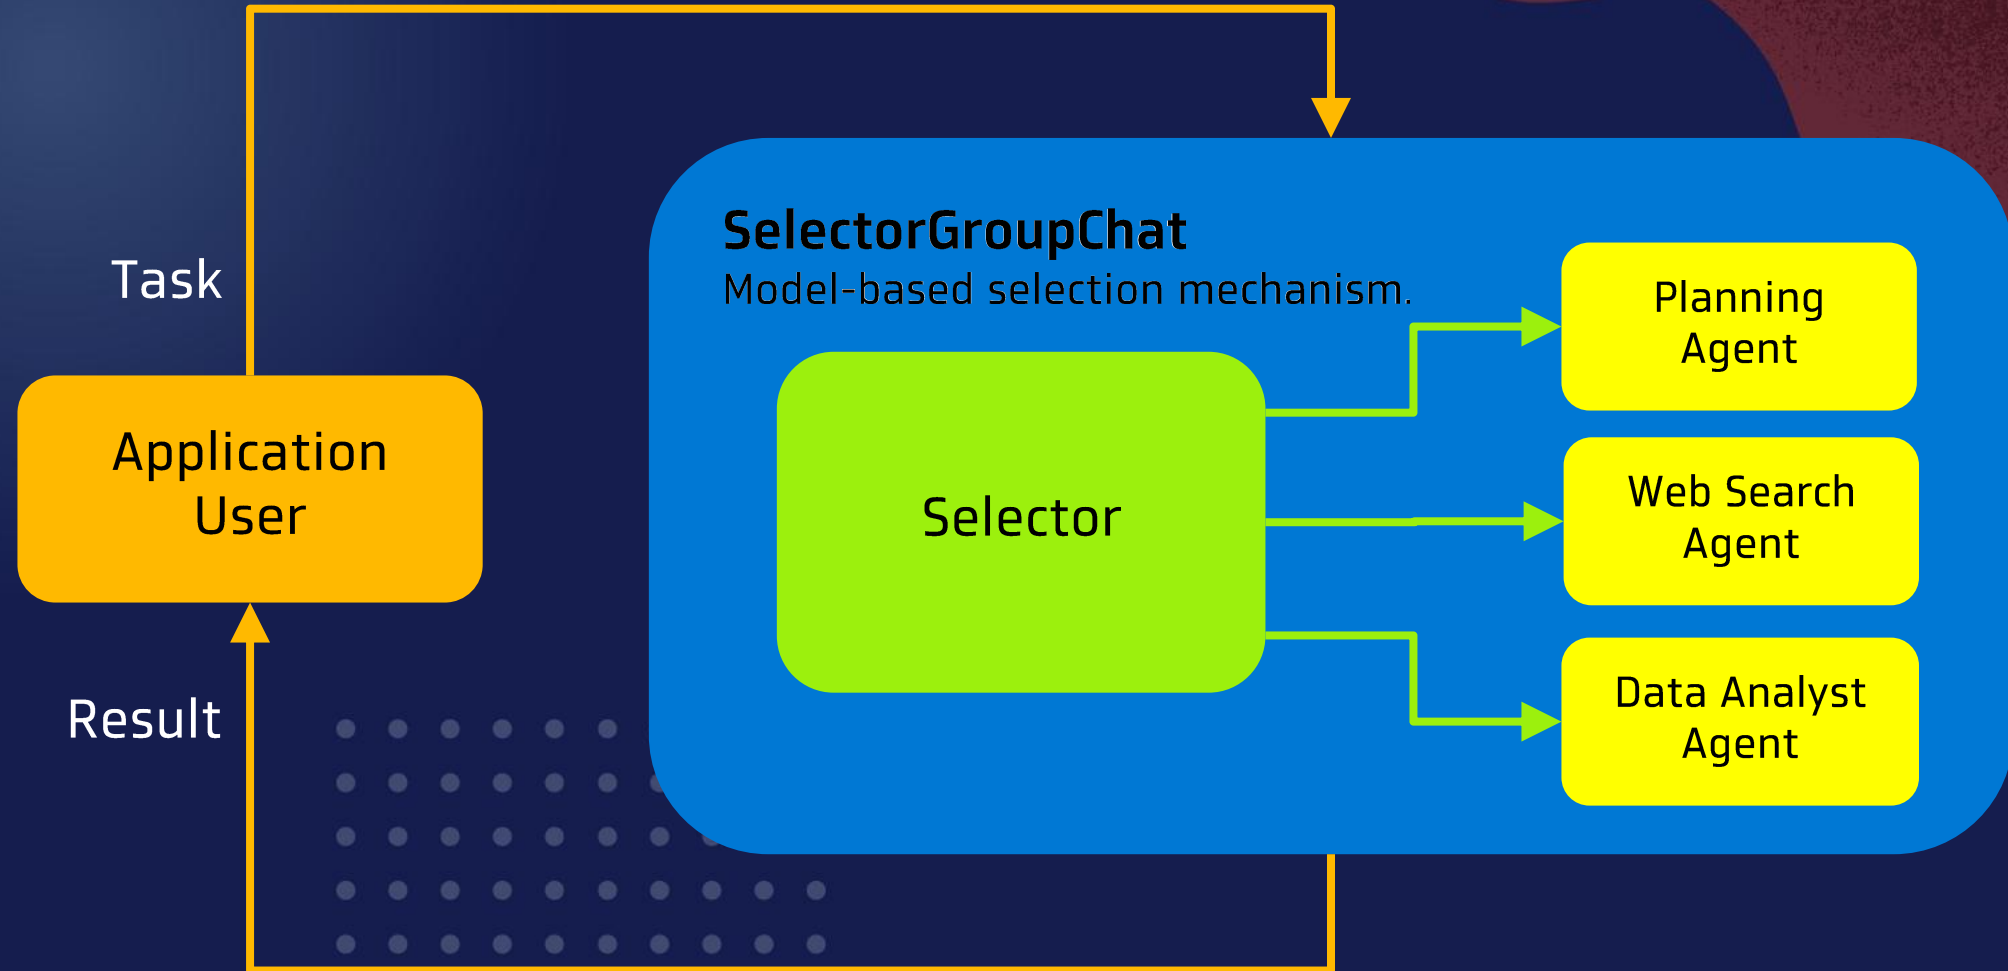 Task
SelectorGroupChat
Model-based selection mechanism.
Application
User
Selector
Planning
Agent
Web Search
Agent
Data Analyst
Agent
Result